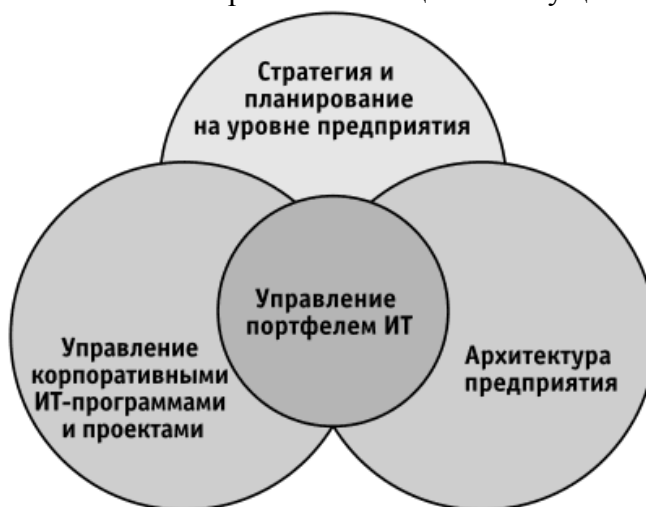 Стратегия и
планирование
на уровне предприятия
Управление
портфелем ИТ
Управление
корпоративными
ИТ-программами
и проектами
Архитектура
предприятия